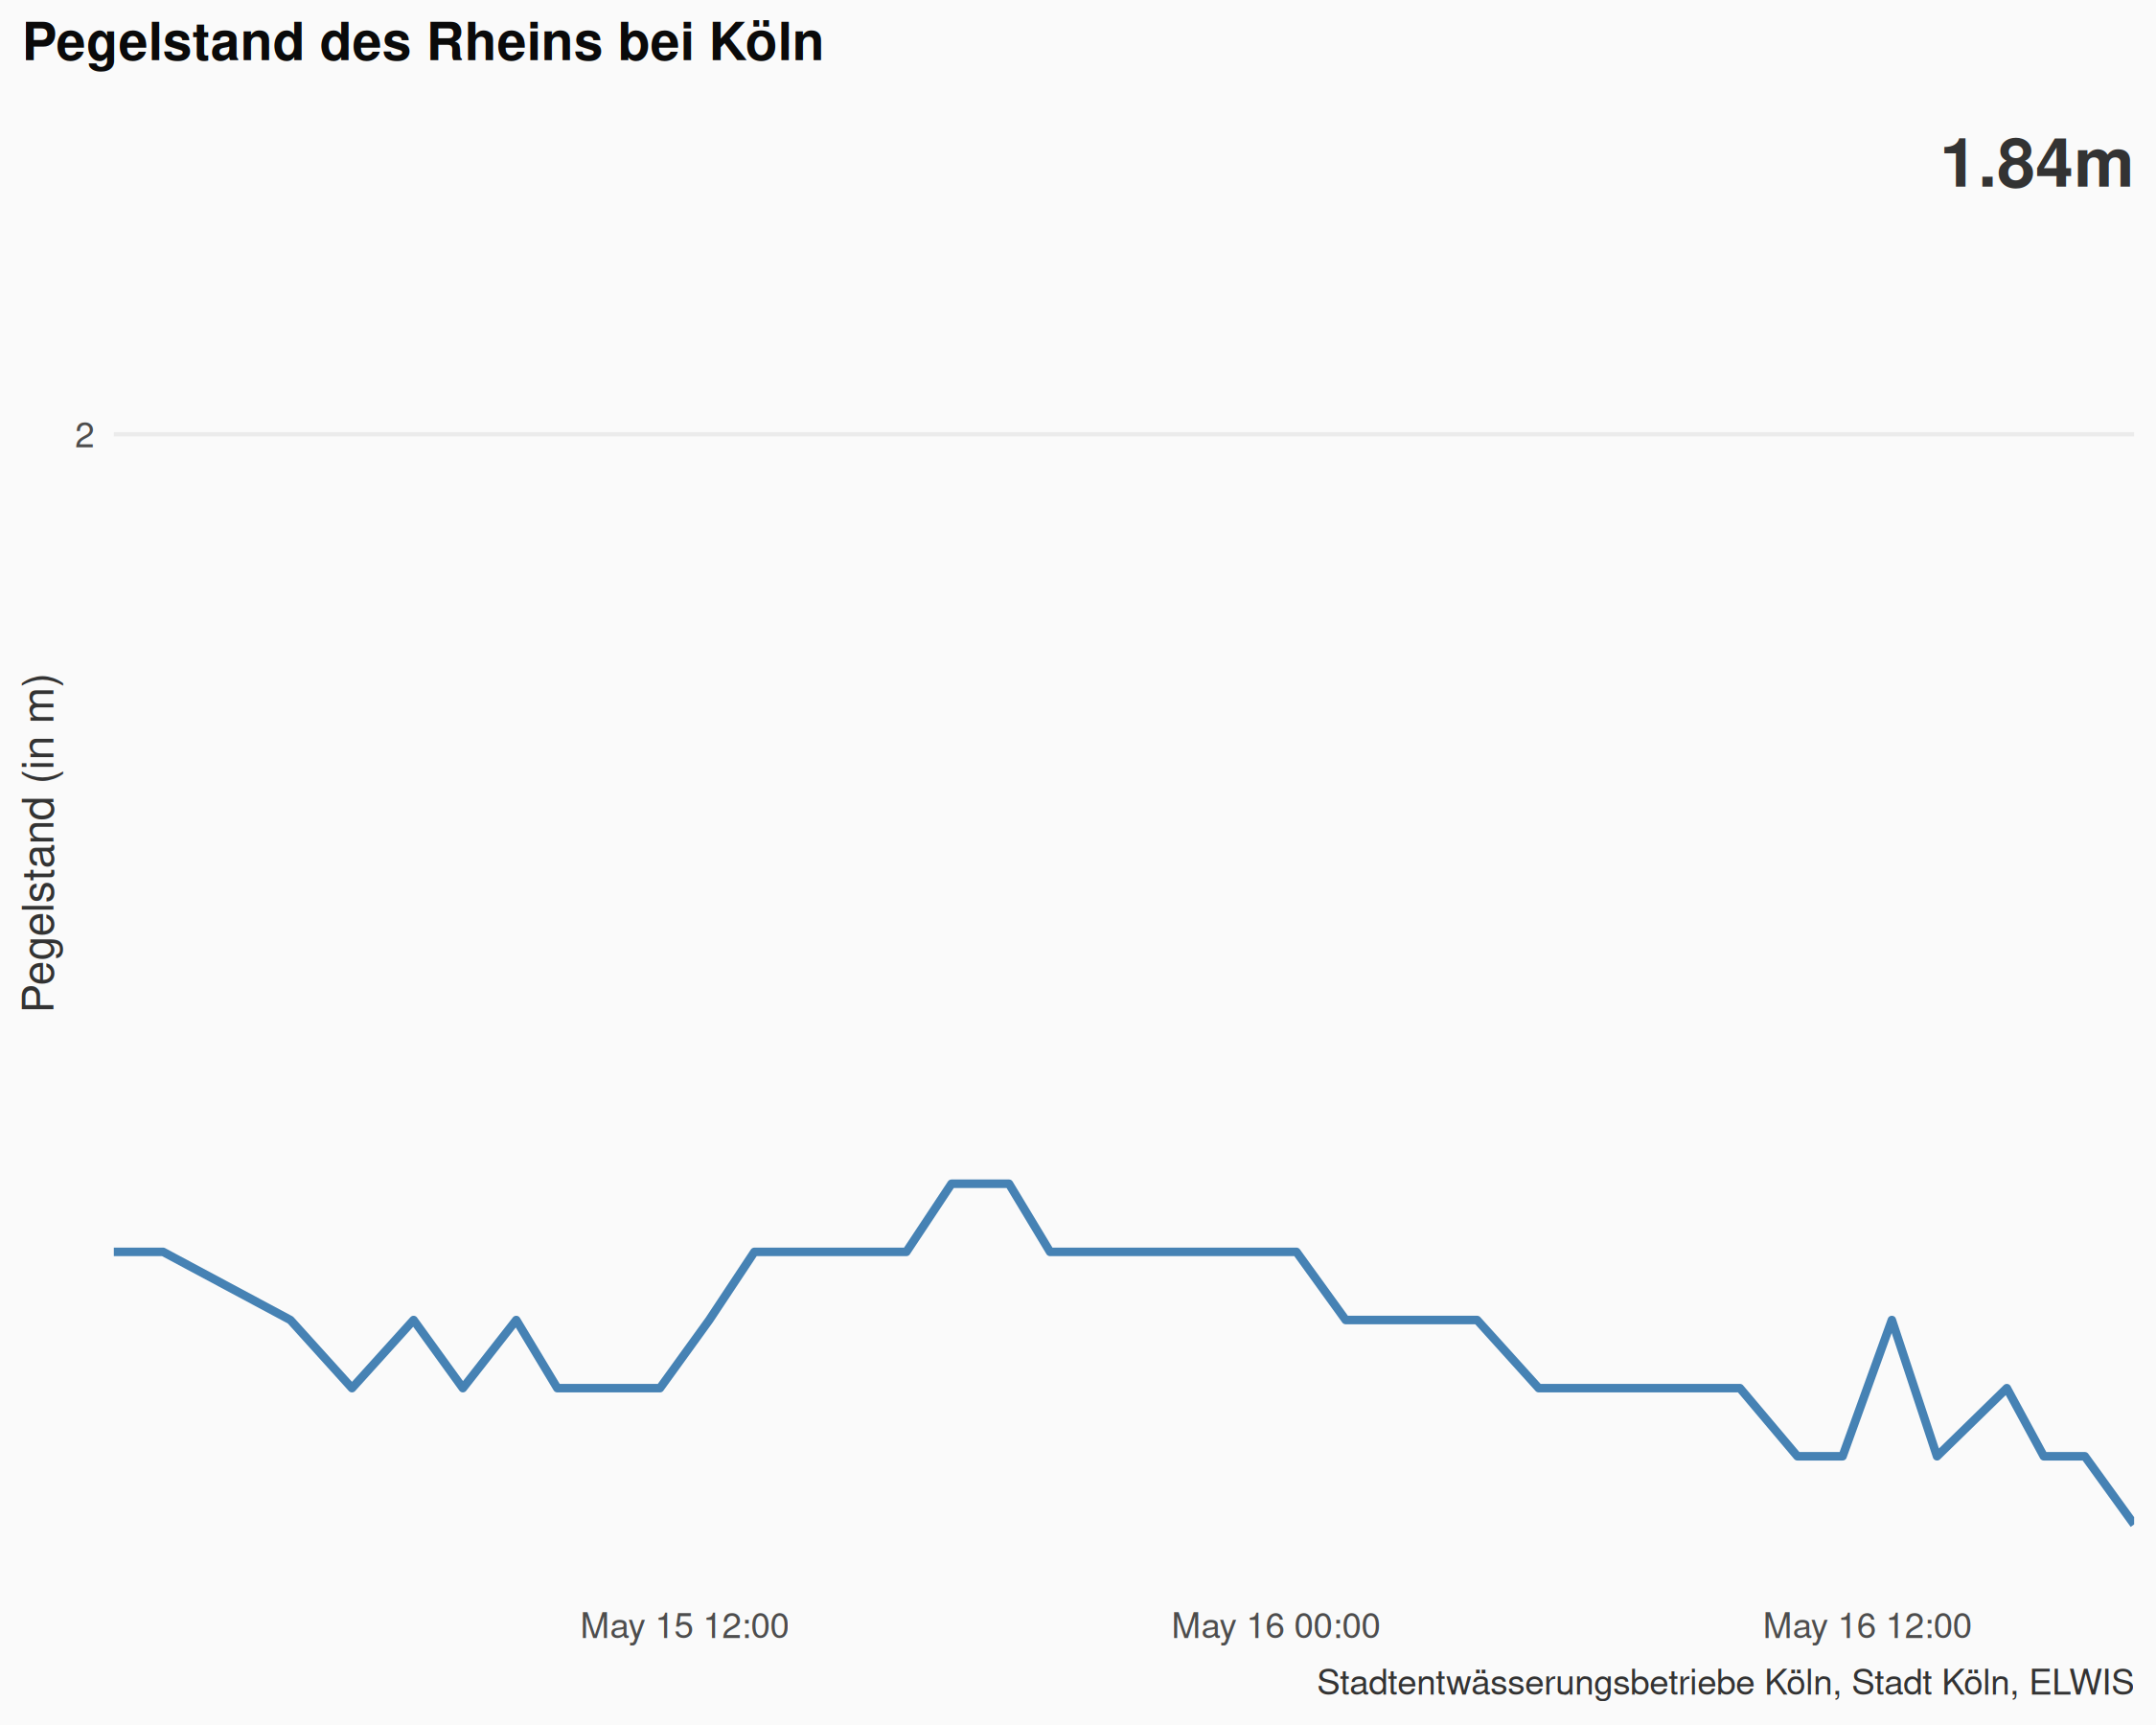 Pegelstand des Rheins bei Köln
1.84m
2
Pegelstand (in m)
May 15 12:00
May 16 00:00
May 16 12:00
Stadtentwässerungsbetriebe Köln, Stadt Köln, ELWIS